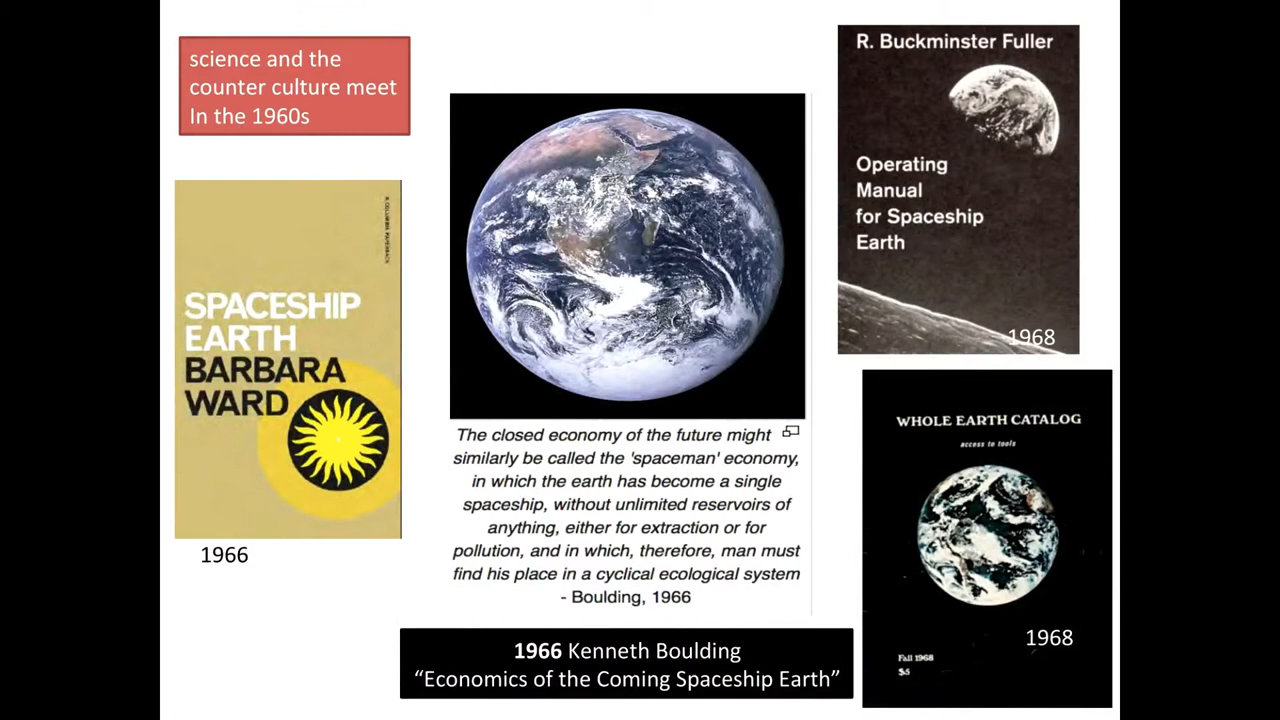 science and the
counter culture meet
In the 1960s
A COLUMBIA PAPERBACK
SPACESHIP
EARTH
BARBARA
WARD
1966
The closed economy of the future might
similarly be called the 'spaceman' economy,
in which the earth has become a single
spaceship, without unlimited reservoirs of
anything, either for extraction or for
pollution, and in which, therefore, man must
find his place in a cyclical ecological system
- Boulding, 1966
1966 Kenneth Boulding
“Economics of the Coming Spaceship Earth”
R. Buckminster Fuller
Operating
Manual
for Spaceship
Earth
1968
WHOLE EARTH CATALOG
access to tools
1968
Fall 1968
$5